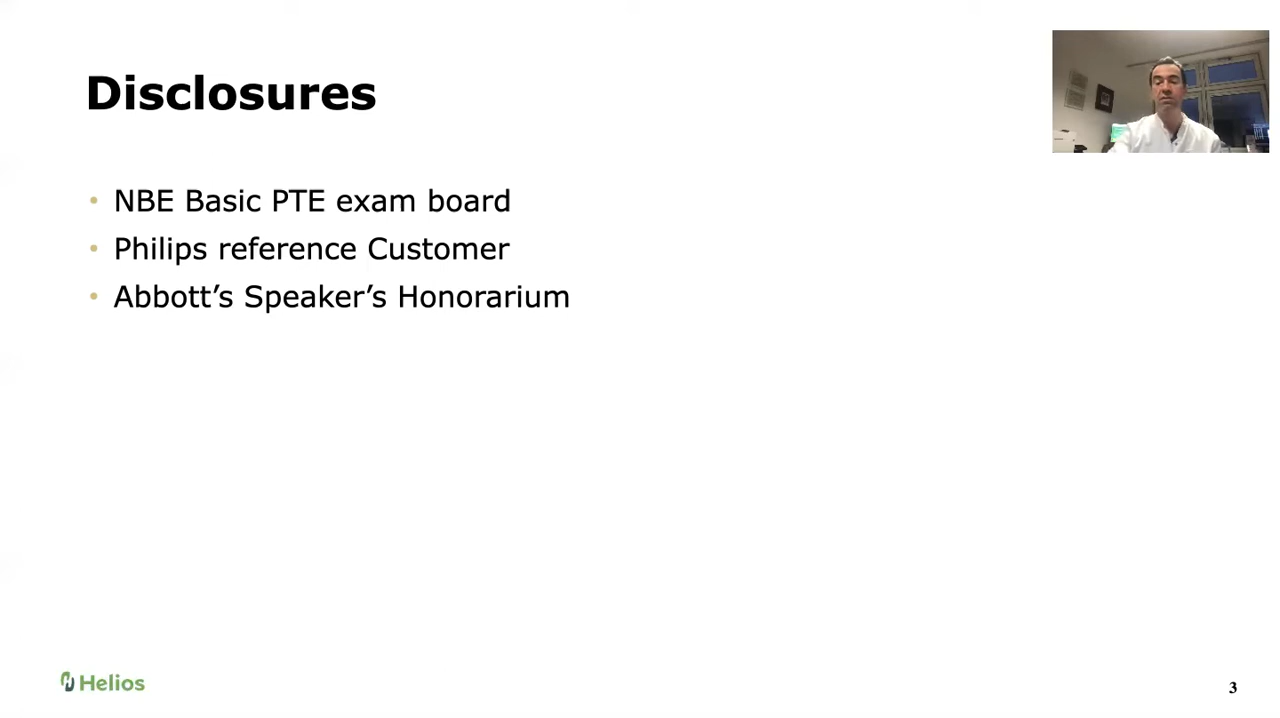 Disclosures
• NBE Basic PTE exam board
• Philips reference Customer
• Abbott’s Speaker’s Honorarium
Helios
3